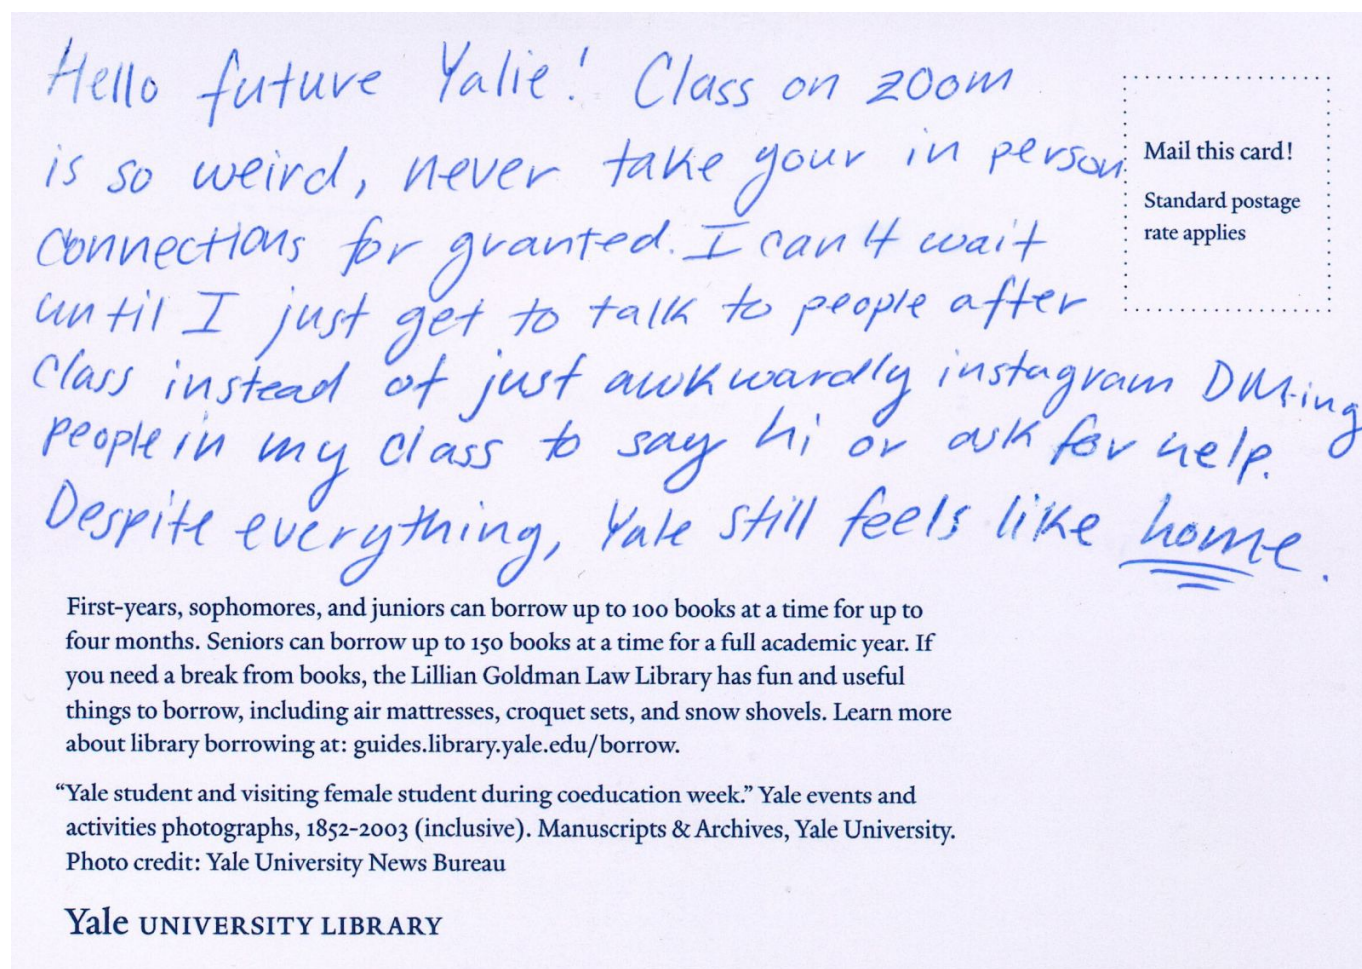 Hello future Yalie! Class on zoom
is so weird, never take your in person
connections for granted. I can't wait
until I just get to talk to people after
class instead of just awkwardly instagram DM-ing
people in my class to say hi or ask for help.
Despite everything, Yale still feels like home.
Mail this card!
Standard postage
rate applies
First-years, sophomores, and juniors can borrow up to 100 books at a time for up to
four months. Seniors can borrow up to 150 books at a time for a full academic year. If
you need a break from books, the Lillian Goldman Law Library has fun and useful
things to borrow, including air mattresses, croquet sets, and snow shovels. Learn more
about library borrowing at: guides.library.yale.edu/borrow.
“Yale student and visiting female student during coeducation week.” Yale events and
activities photographs, 1852-2003 (inclusive). Manuscripts & Archives, Yale University.
Photo credit: Yale University News Bureau
Yale UNIVERSITY LIBRARY